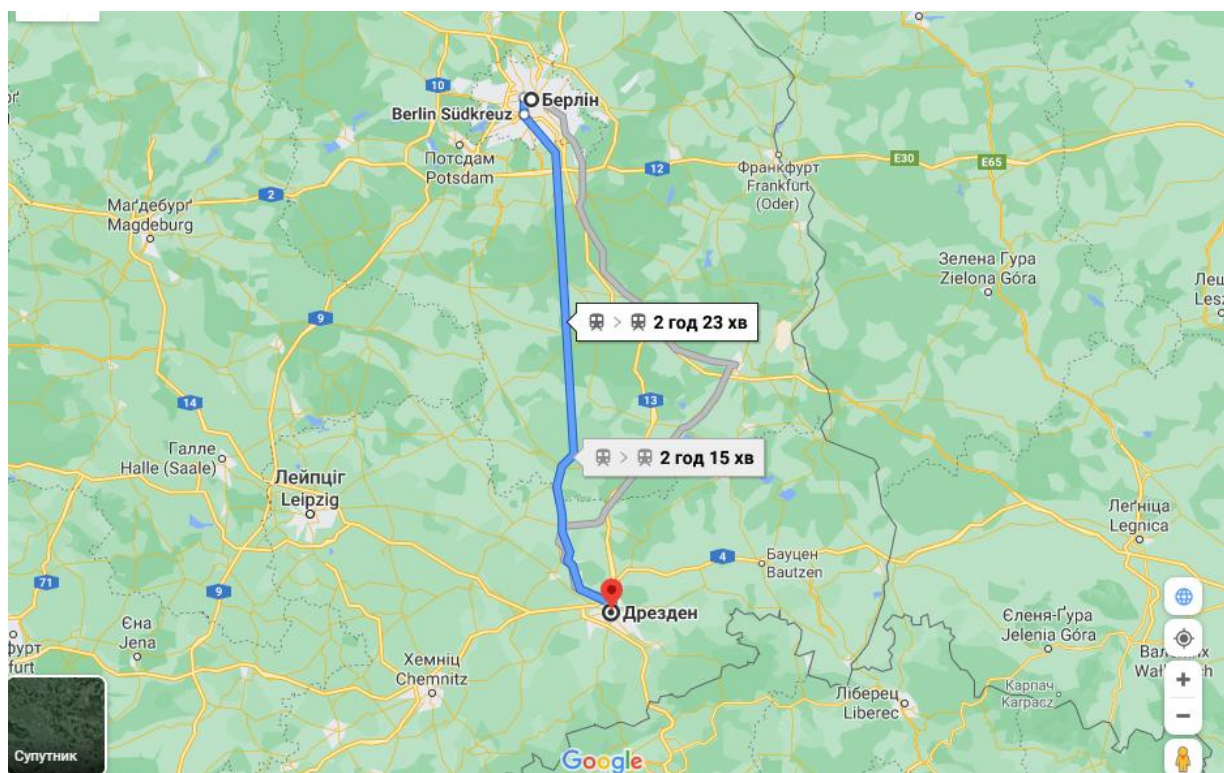 10
Берлін
Berlin Südkreuz
Потсдам
Potsdam
12
Франкфурт
Frankfurt
(Oder)
E30
E65
2
Маґдебурґ
Magdeburg
Зелена Гура
Zielona Góra
9
2 год 23 хв
14
13
Галле
Halle (Saale)
2 год 15 хв
Лейпціг
Leipzig
Леґніца
Legnica
4
Бауцен
Bautzen
71
9
Дрезден
Єна
Jena
Єленя-Ґура
Jelenia Góra
Хемніц
Chemnitz
Ліберец
Liberec
Карпач
Karpacz
Супутник
Google